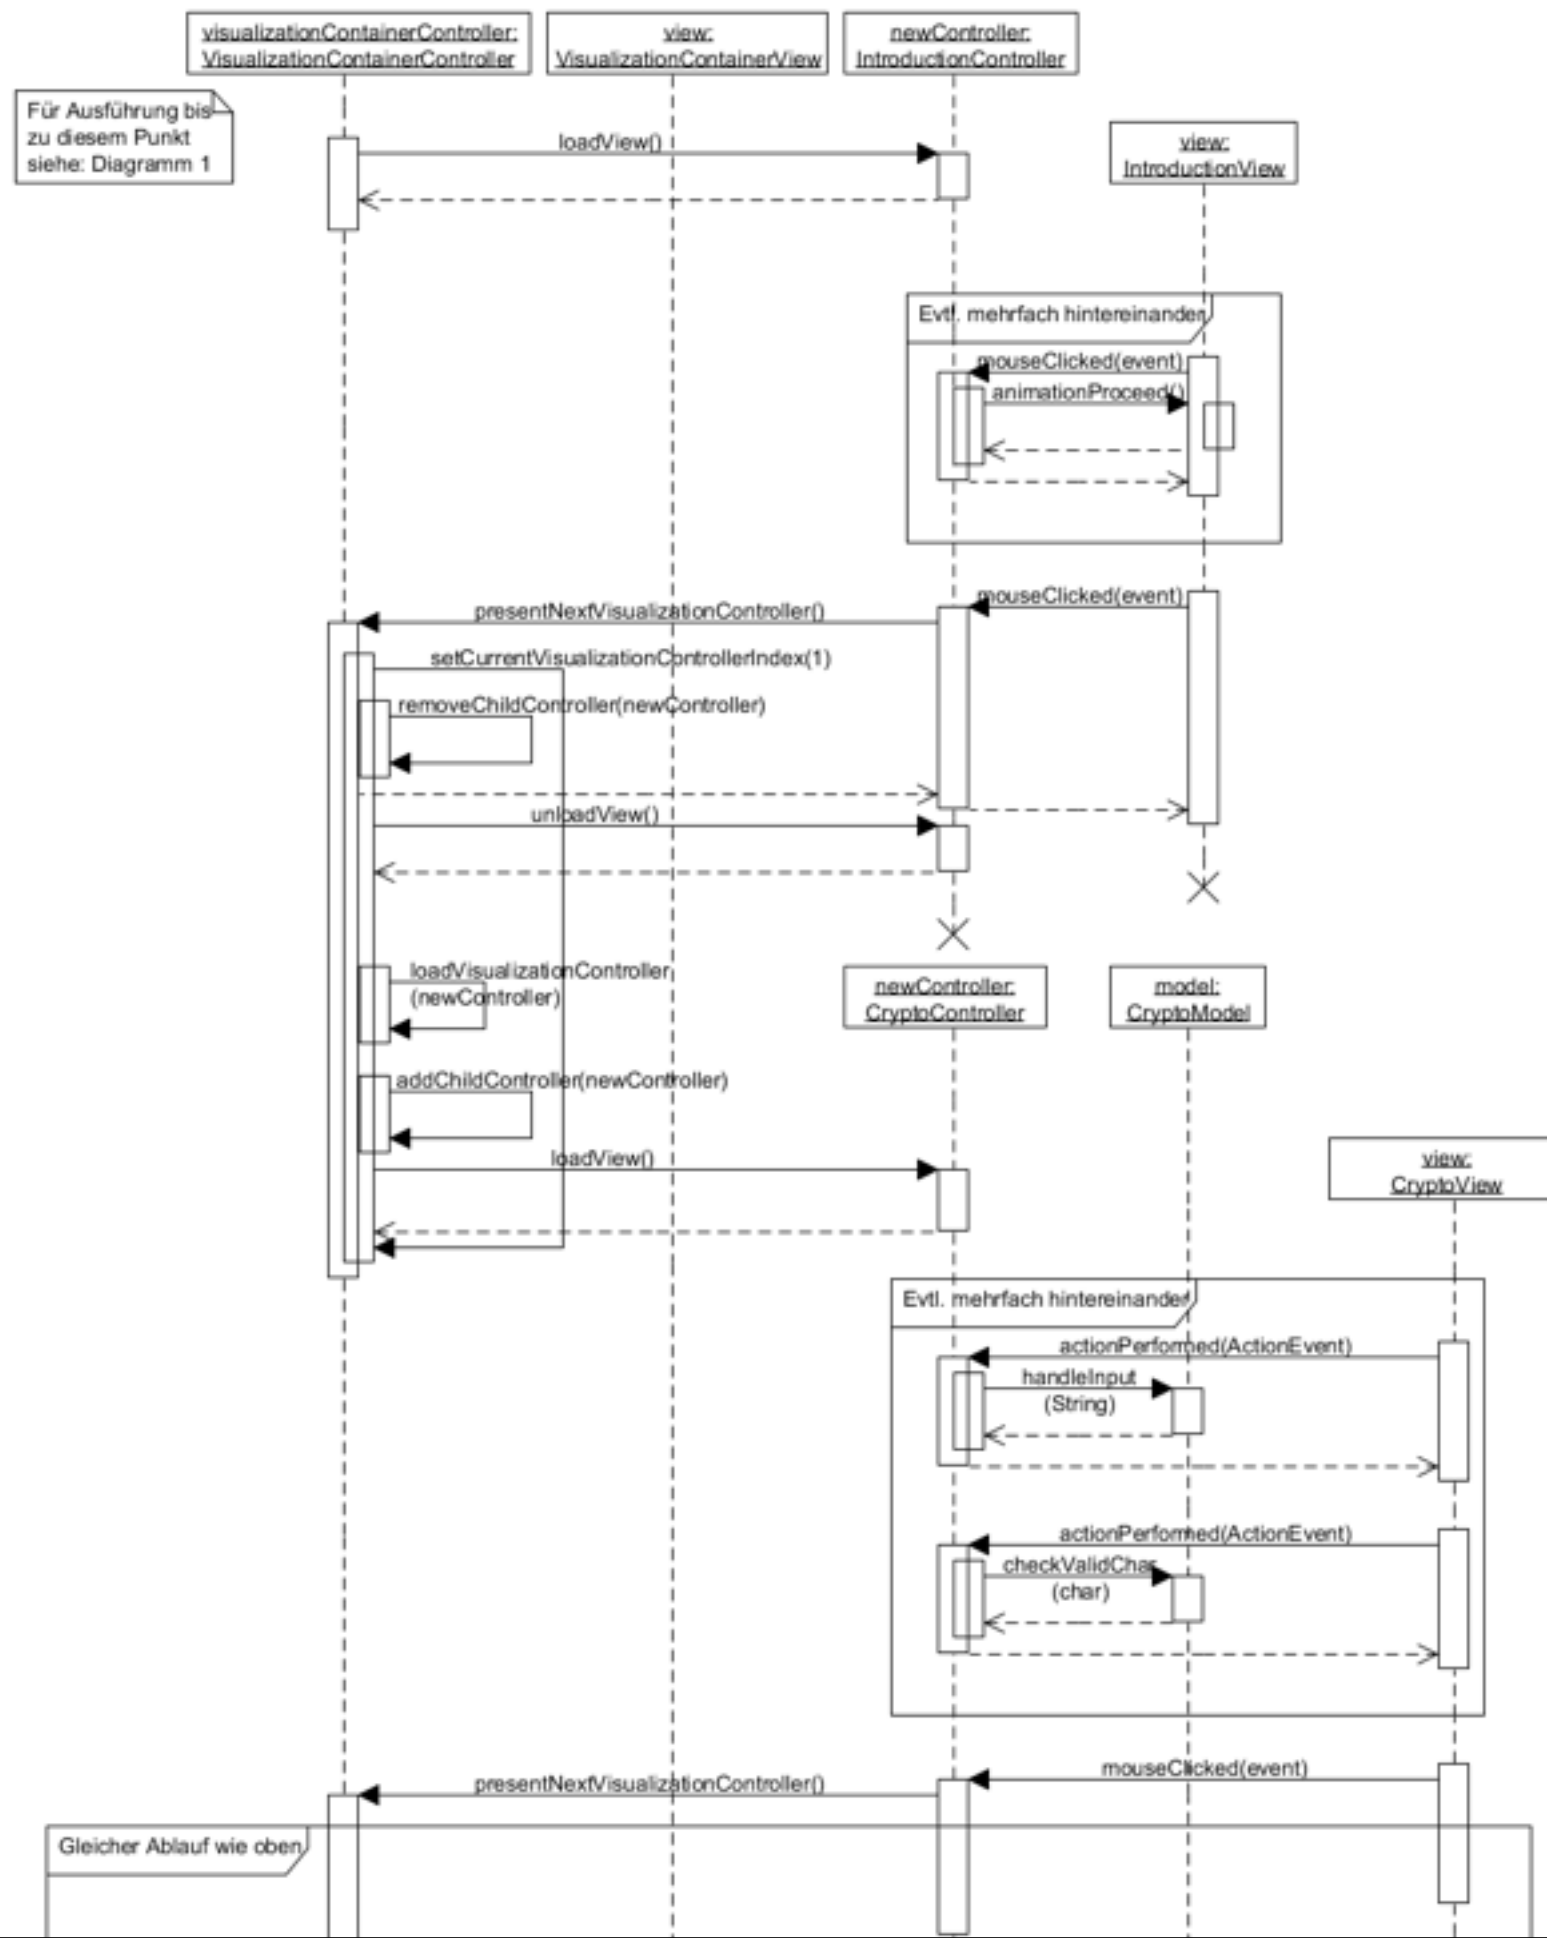 visualizationContainerController:
VisualizationContainerController
view:
VisualizationContainerView
newController:
IntroductionController
Für Ausführung bis
zu diesem Punkt
siehe: Diagramm 1
loadView()
view:
IntroductionView
Evtl. mehrfach hintereinander
mouseClicked(event)
animationProceed()
mouseClicked(event)
presentNextVisualizationController()
setCurrentVisualizationControllerIndex(1)
removeChildController(newController)
unloadView()
loadVisualizationController
(newController)
newController:
CryptoController
model:
CryptoModel
addChildController(newController)
loadView()
view:
CryptoView
Evtl. mehrfach hintereinander
actionPerformed(ActionEvent)
handleInput
(String)
actionPerformed(ActionEvent)
checkValidChar
(char)
mouseClicked(event)
presentNextVisualizationController()
Gleicher Ablauf wie oben